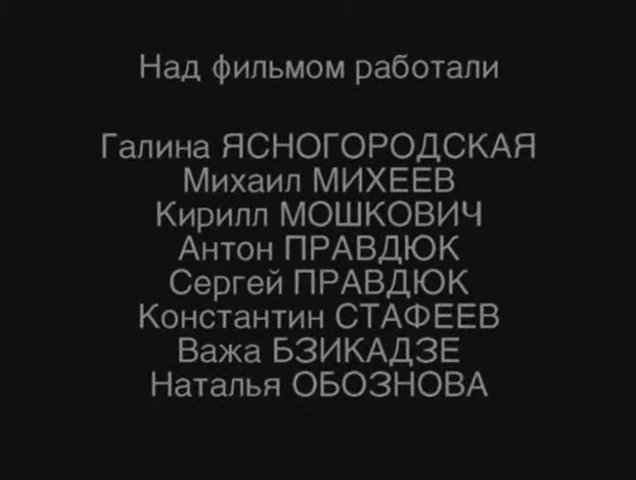 Над фильмом работали
Галина ЯСНОГОРОДСКАЯ
Михаил МИХЕЕВ
Кирилл МОШКОВИЧ
Антон ПРАВДЮК
Сергей ПРАВДЮК
Константин СТАФЕЕВ
Важа БЗИКАДЗЕ
Наталья ОБОЗНОВА